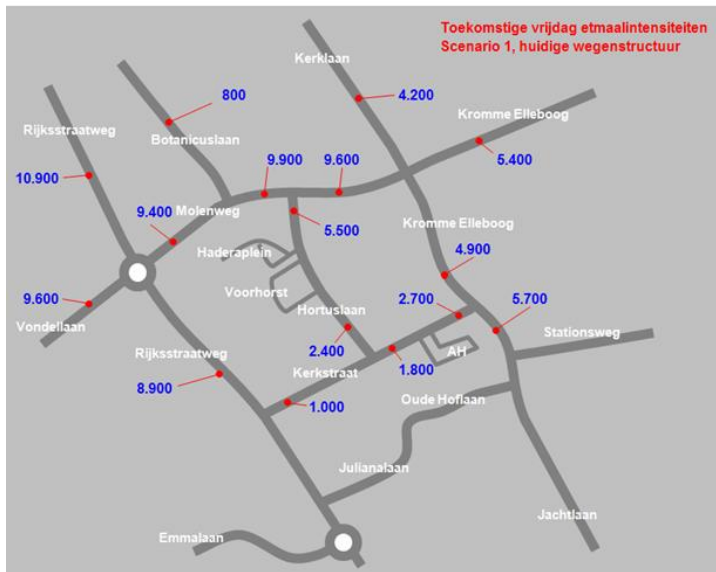 Toekomstige vrijdag etmaalintensiteiten
Scenario 1, huidige wegenstructuur
Kerklaan
800
4.200
Kromme Elleboog
Rijksstraatweg
Botanicuslaan
9.900
9.600
5.400
10.900
Molenweg
9.400
5.500
Kromme Elleboog
Haderaplein
4.900
Voorhorst
2.700
9.600
Hortuslaan
5.700
Vondellaan
Stationsweg
2.400
AH
Rijksstraatweg
1.800
Kerkstraat
8.900
1.000
Oude Hoflaan
Julianalaan
Jachtlaan
Emmalaan